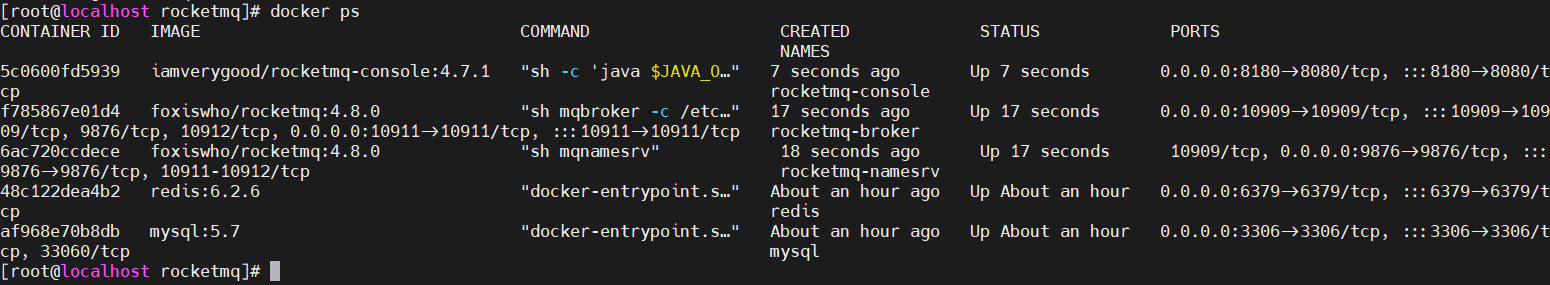 [root@localhost rocketmq]# docker ps
CONTAINER ID   IMAGE                                COMMAND                  CREATED             STATUS             PORTS
NAMES
5c0600fd5939   iamverygood/rocketmq-console:4.7.1   "sh -c 'java $JAVA_O…"   7 seconds ago       Up 7 seconds       0.0.0.0:8180->8080/tcp, :::8180->8080/t
cp                                                                           rocketmq-console
f785867e01d4   foxiswho/rocketmq:4.8.0              "sh mqbroker -c /etc…"   17 seconds ago      Up 17 seconds      0.0.0.0:10909->10909/tcp, :::10909->109
09/tcp, 9876/tcp, 10912/tcp, 0.0.0.0:10911->10911/tcp, :::10911->10911/tcp   rocketmq-broker
6ac720ccdece   foxiswho/rocketmq:4.8.0              "sh mqnamesrv"           18 seconds ago      Up 17 seconds      10909/tcp, 0.0.0.0:9876->9876/tcp, :::
9876->9876/tcp, 10911-10912/tcp                                              rocketmq-namesrv
48c122dea4b2   redis:6.2.6                          "docker-entrypoint.s…"   About an hour ago   Up About an hour   0.0.0.0:6379->6379/tcp, :::6379->6379/t
cp                                                                           redis
af968e70b8db   mysql:5.7                            "docker-entrypoint.s…"   About an hour ago   Up About an hour   0.0.0.0:3306->3306/tcp, :::3306->3306/t
cp, 33060/tcp                                                                mysql
[root@localhost rocketmq]#